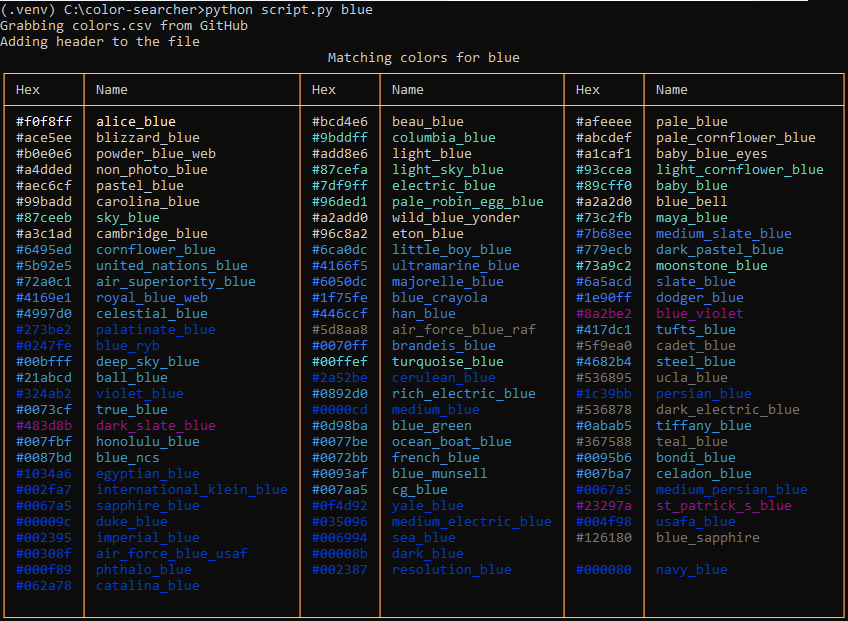 (.venv) C:\color-searcher>python script.py blue
Grabbing colors.csv from GitHub
Adding header to the file
Matching colors for blue
Hex Name Hex Name Hex Name
#f0f8ff alice_blue #bcd4e6 beau_blue #afeeee pale_blue
#ace5ee blizzard_blue #9bddff columbia_blue #abcdef pale_cornflower_blue
#b0e0e6 powder_blue_web #add8e6 light_blue #a1caf1 baby_blue_eyes
#a4dded non_photo_blue #87cefa light_sky_blue #93ccea light_cornflower_blue
#aec6cf pastel_blue #7df9ff electric_blue #89cff0 baby_blue
#99badd carolina_blue #96ded1 pale_robin_egg_blue #a2a2d0 blue_bell
#87ceeb sky_blue #a2add0 wild_blue_yonder #73c2fb maya_blue
#a3c1ad cambridge_blue #96c8a2 eton_blue #7b68ee medium_slate_blue
#6495ed cornflower_blue #6ca0dc little_boy_blue #779ecb dark_pastel_blue
#5b92e5 united_nations_blue #4166f5 ultramarine_blue #73a9c2 moonstone_blue
#72a0c1 air_superiority_blue #6050dc majorelle_blue #6a5acd slate_blue
#4169e1 royal_blue_web #1f75fe blue_crayola #1e90ff dodger_blue
#4997d0 celestial_blue #446ccf han_blue #8a2be2 blue_violet
#273be2 palatinate_blue #5d8aa8 air_force_blue_raf #417dc1 tufts_blue
#0247fe blue_ryb #0070ff brandeis_blue #5f9ea0 cadet_blue
#00bfff deep_sky_blue #00ffef turquoise_blue #4682b4 steel_blue
#21abcd ball_blue #2a52be cerulean_blue #536895 ucla_blue
#324ab2 violet_blue #0892d0 rich_electric_blue #1c39bb persian_blue
#0073cf true_blue #0000cd medium_blue #536878 dark_electric_blue
#483d8b dark_slate_blue #0d98ba blue_green #0abab5 tiffany_blue
#007fbf honolulu_blue #0077be ocean_boat_blue #367588 teal_blue
#0087bd blue_ncs #0072bb french_blue #0095b6 bondi_blue
#1034a6 egyptian_blue #0093af blue_munsell #007ba7 celadon_blue
#002fa7 international_klein_blue #007aa5 cg_blue #0067a5 medium_persian_blue
#0067a5 sapphire_blue #0f4d92 yale_blue #23297a st_patrick_s_blue
#00009c duke_blue #035096 medium_electric_blue #004f98 usafa_blue
#002395 imperial_blue #006994 sea_blue #126180 blue_sapphire
#00308f air_force_blue_usaf #00008b dark_blue
#000f89 phthalo_blue #002387 resolution_blue #000080 navy_blue
#062a78 catalina_blue